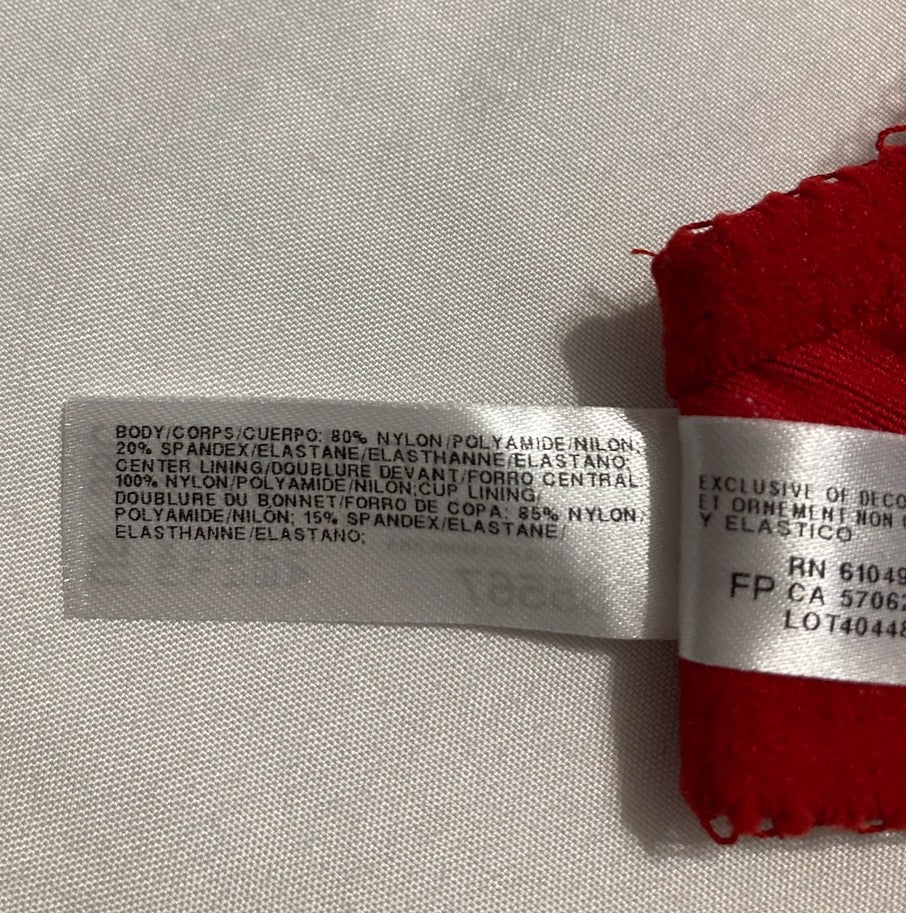 BODY/CORPS/CUERPO: 80% NYLON/POLYAMIDE/NILON;
20% SPANDEX/ELASTANE/ELASTHANNE/ELASTANO;
CENTER LINING/DOUBLURE DEVANT/FORRO CENTRAL
100% NYLON/POLYAMIDE/NILON;CUP LINING/
DOUBLURE DU BONNET/FORRO DE COPA: 85% NYLON/
POLYAMIDE/NILON; 15% SPANDEX/ELASTANE/
ELASTHANNE/ELASTANO;
EXCLUSIVE OF DECO
ET ORNEMENT NON
Y ELASTICO
RN 61049
FP CA 57062
LOT40448